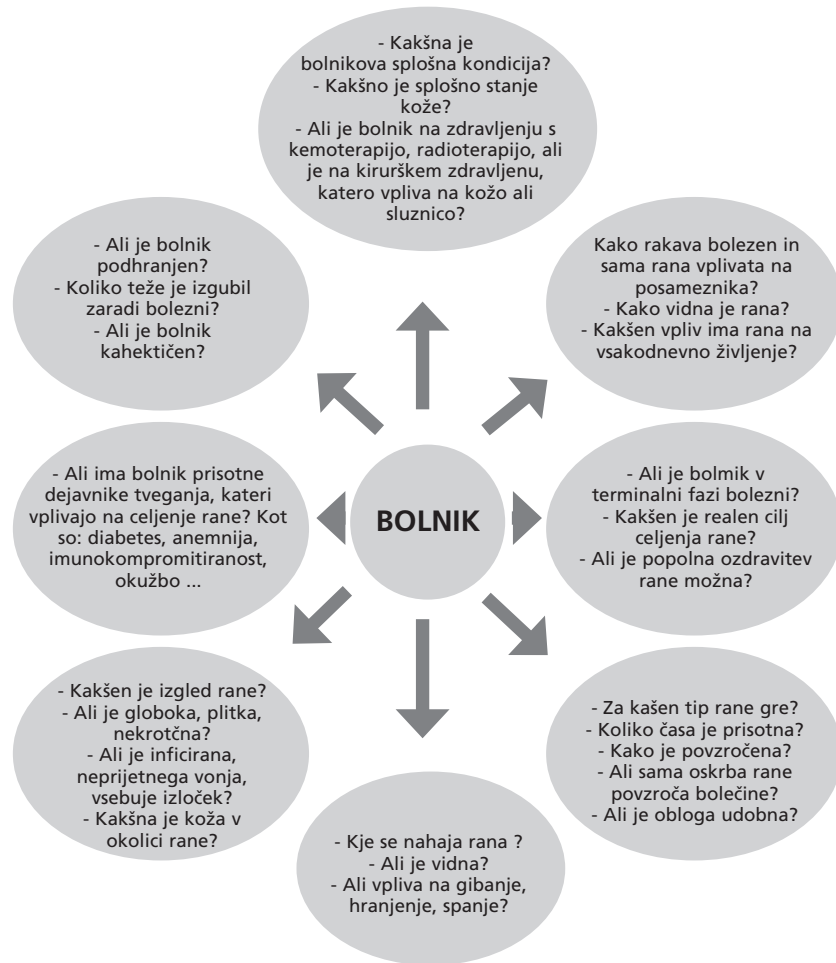 - Kakšna je
bolnikova splošna kondicija?
- Kakšno je splošno stanje
kože?
- Ali je bolnik na zdravljenju s
kemoterapijo, radioterapijo, ali
je na kirurškem zdravljenu,
katero vpliva na kožo ali
sluznico?
- Ali je bolnik
podhranjen?
- Koliko teže je izgubil
zaradi bolezni?
- Ali je bolnik
kahektičen?
Kako rakava bolezen in
sama rana vplivata na
posameznika?
- Kako vidna je rana?
- Kakšen vpliv ima rana na
vsakodnevno življenje?
- Ali ima bolnik prisotne
dejavnike tveganja, kateri
vplivajo na celjenje rane? Kot
so: diabetes, anemnija,
imunokompromitiranost,
okužbo ...
BOLNIK
- Ali je bolmik v
terminalni fazi bolezni?
- Kakšen je realen cilj
celjenja rane?
- Ali je popolna ozdravitev
rane možna?
- Kakšen je izgled rane?
- Ali je globoka, plitka,
nekrotčna?
- Ali je inficirana,
neprijetnega vonja,
vsebuje izloček?
- Kakšna je koža v
okolici rane?
- Za kašen tip rane gre?
- Koliko časa je prisotna?
- Kako je povzročena?
- Ali sama oskrba rane
povzroča bolečine?
- Ali je obloga udobna?
- Kje se nahaja rana ?
- Ali je vidna?
- Ali vpliva na gibanje,
hranjenje, spanje?